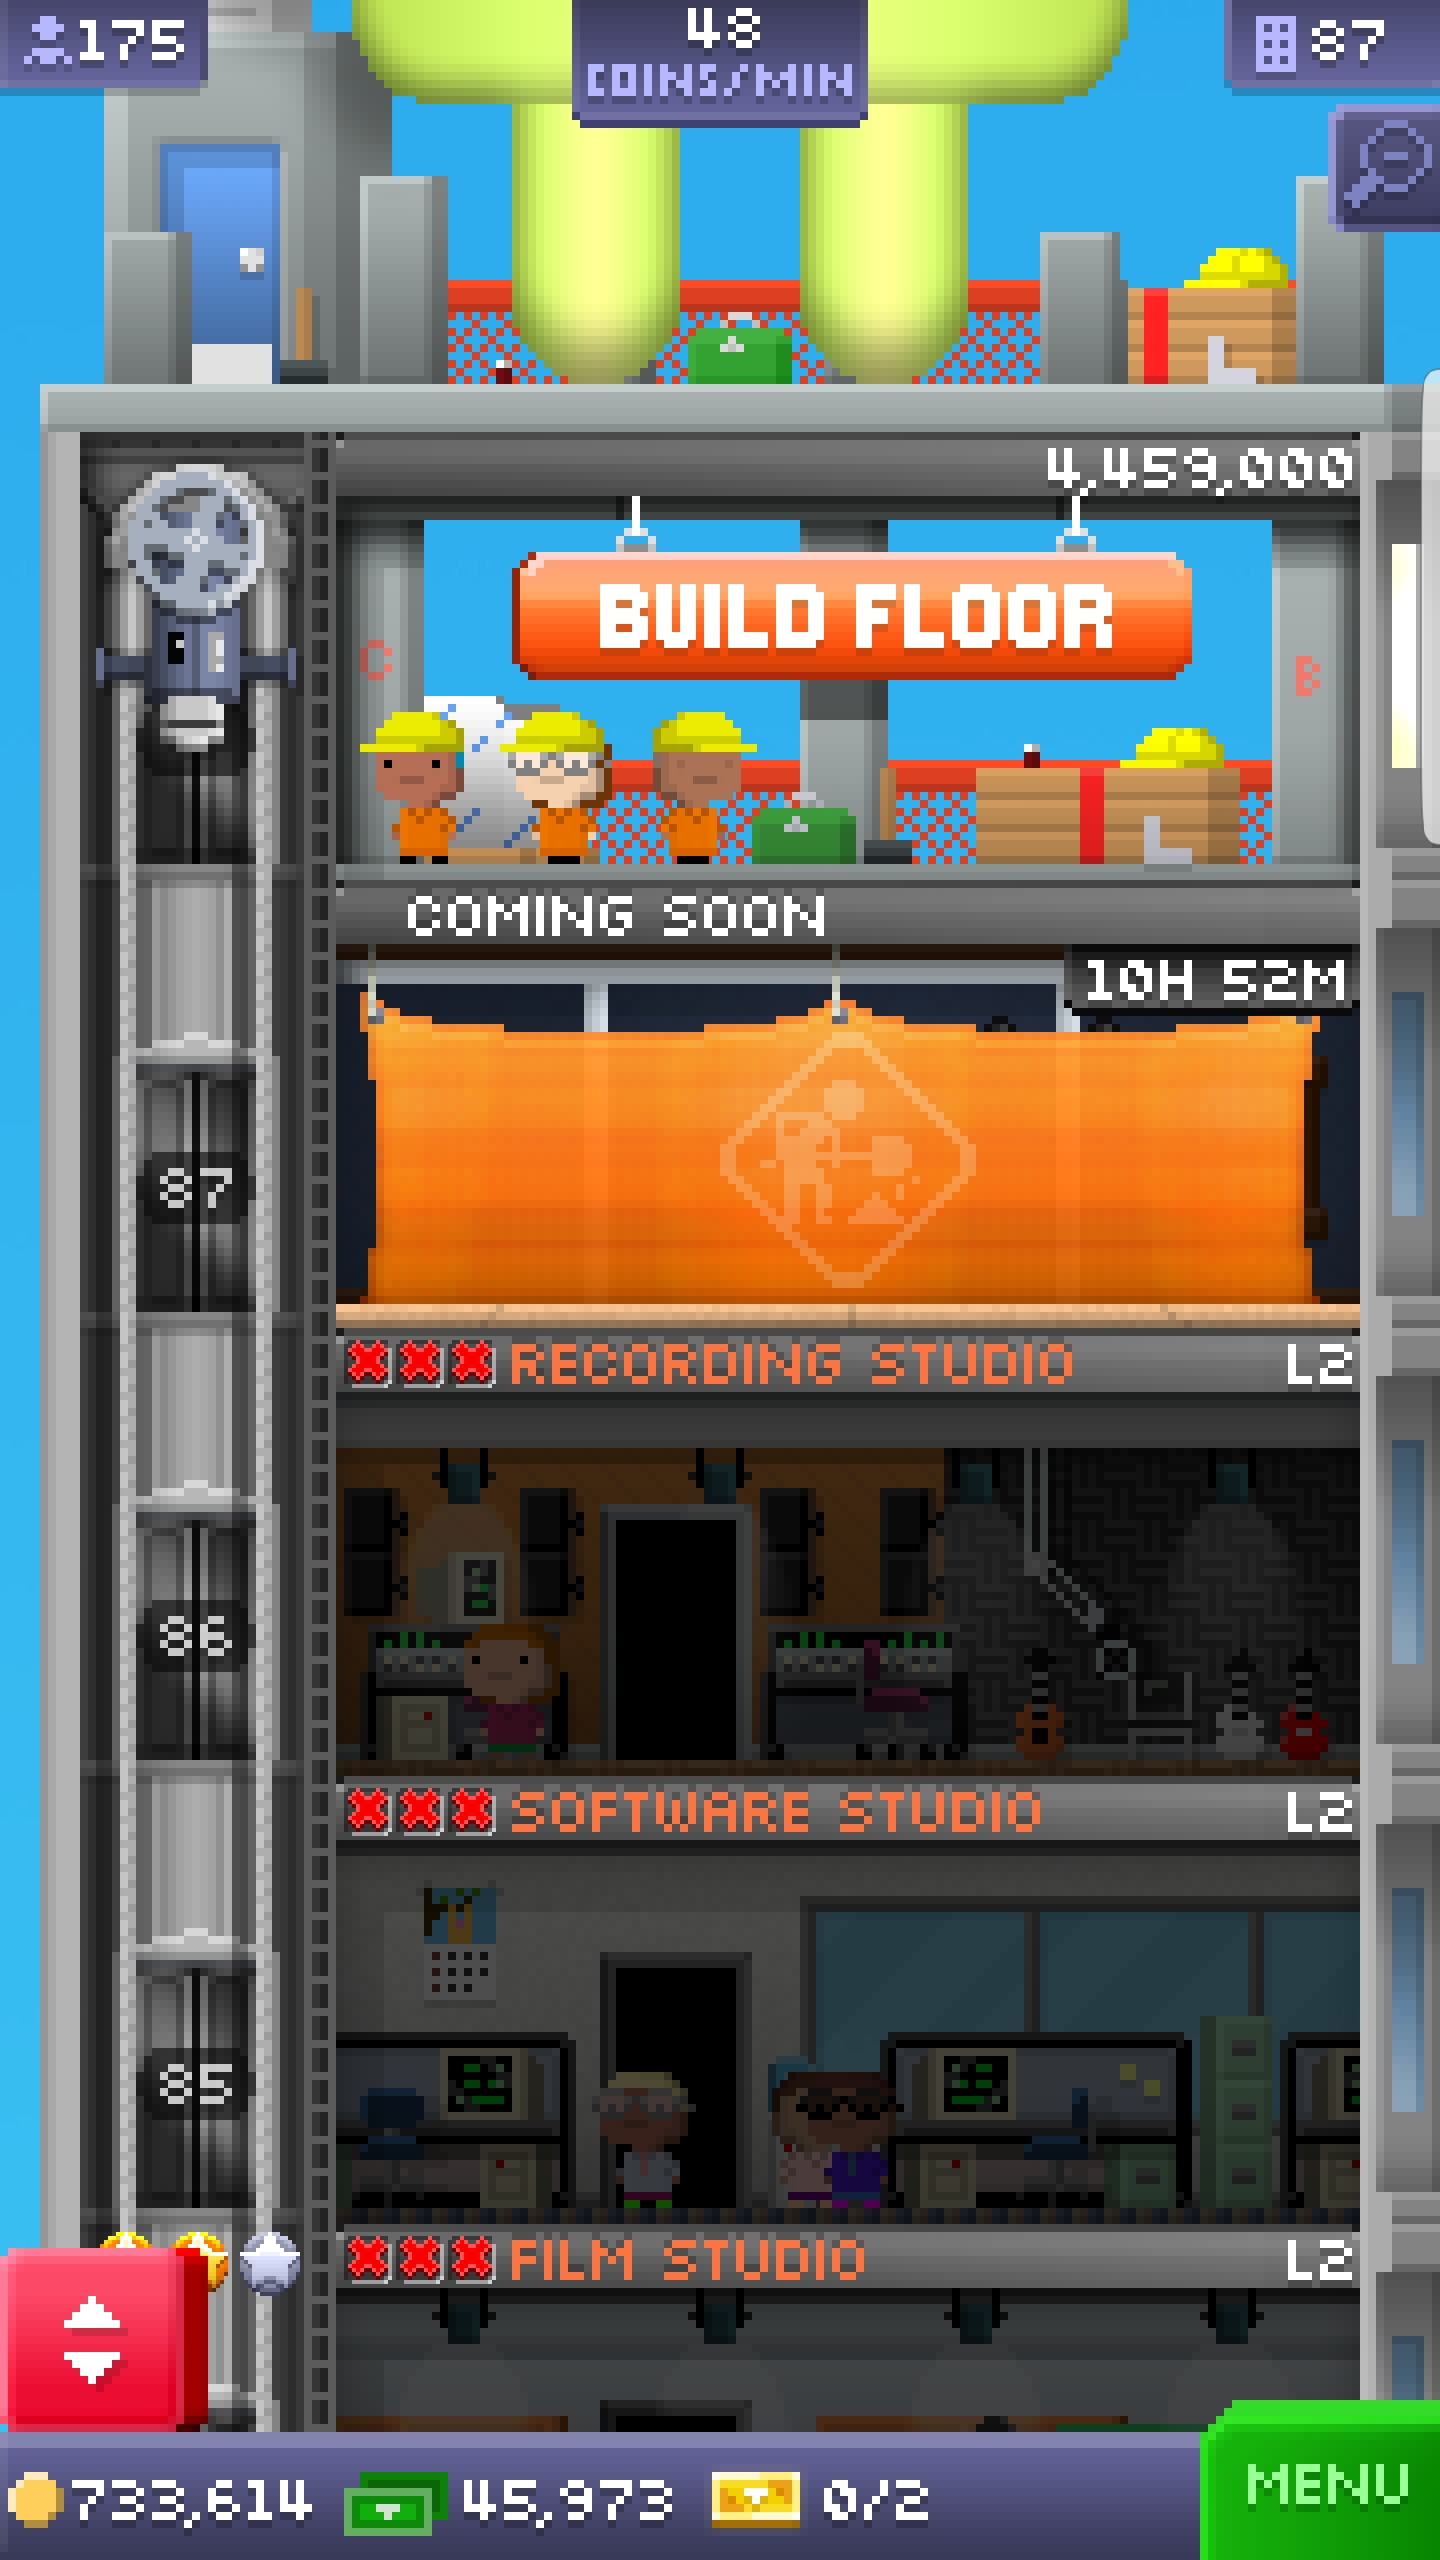 175
48
COINS/MIN
87
4,459,000
BUILD FLOOR
C
B
COMING SOON
10H 52M
87
RECORDING STUDIO L2
86
SOFTWARE STUDIO L2
85
FILM STUDIO L2
733,614 45,973 0/2 MENU